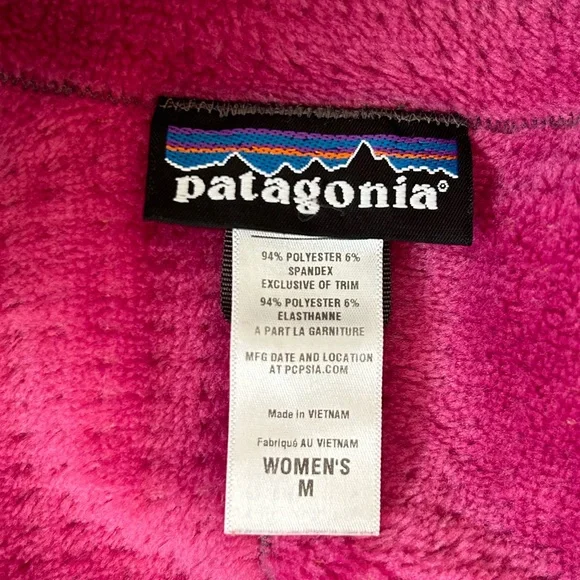 patagonia®
94% POLYESTER 6%
SPANDEX
EXCLUSIVE OF TRIM
94% POLYESTER 6%
ELASTHANNE
A PART LA GARNITURE
MFG DATE AND LOCATION
AT PCPSIA.COM
Made in VIETNAM
Fabriqué AU VIETNAM
WOMEN'S
M